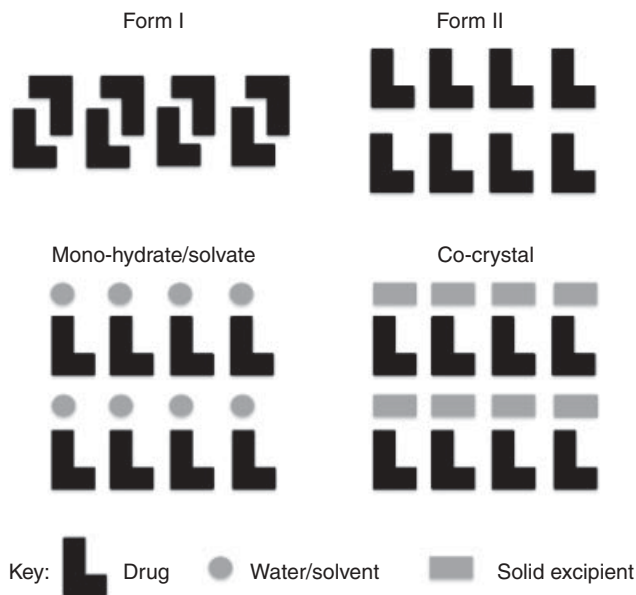 Form I
Form II
Mono-hydrate/solvate
Co-crystal
Key:
Drug
Water/solvent
Solid excipient